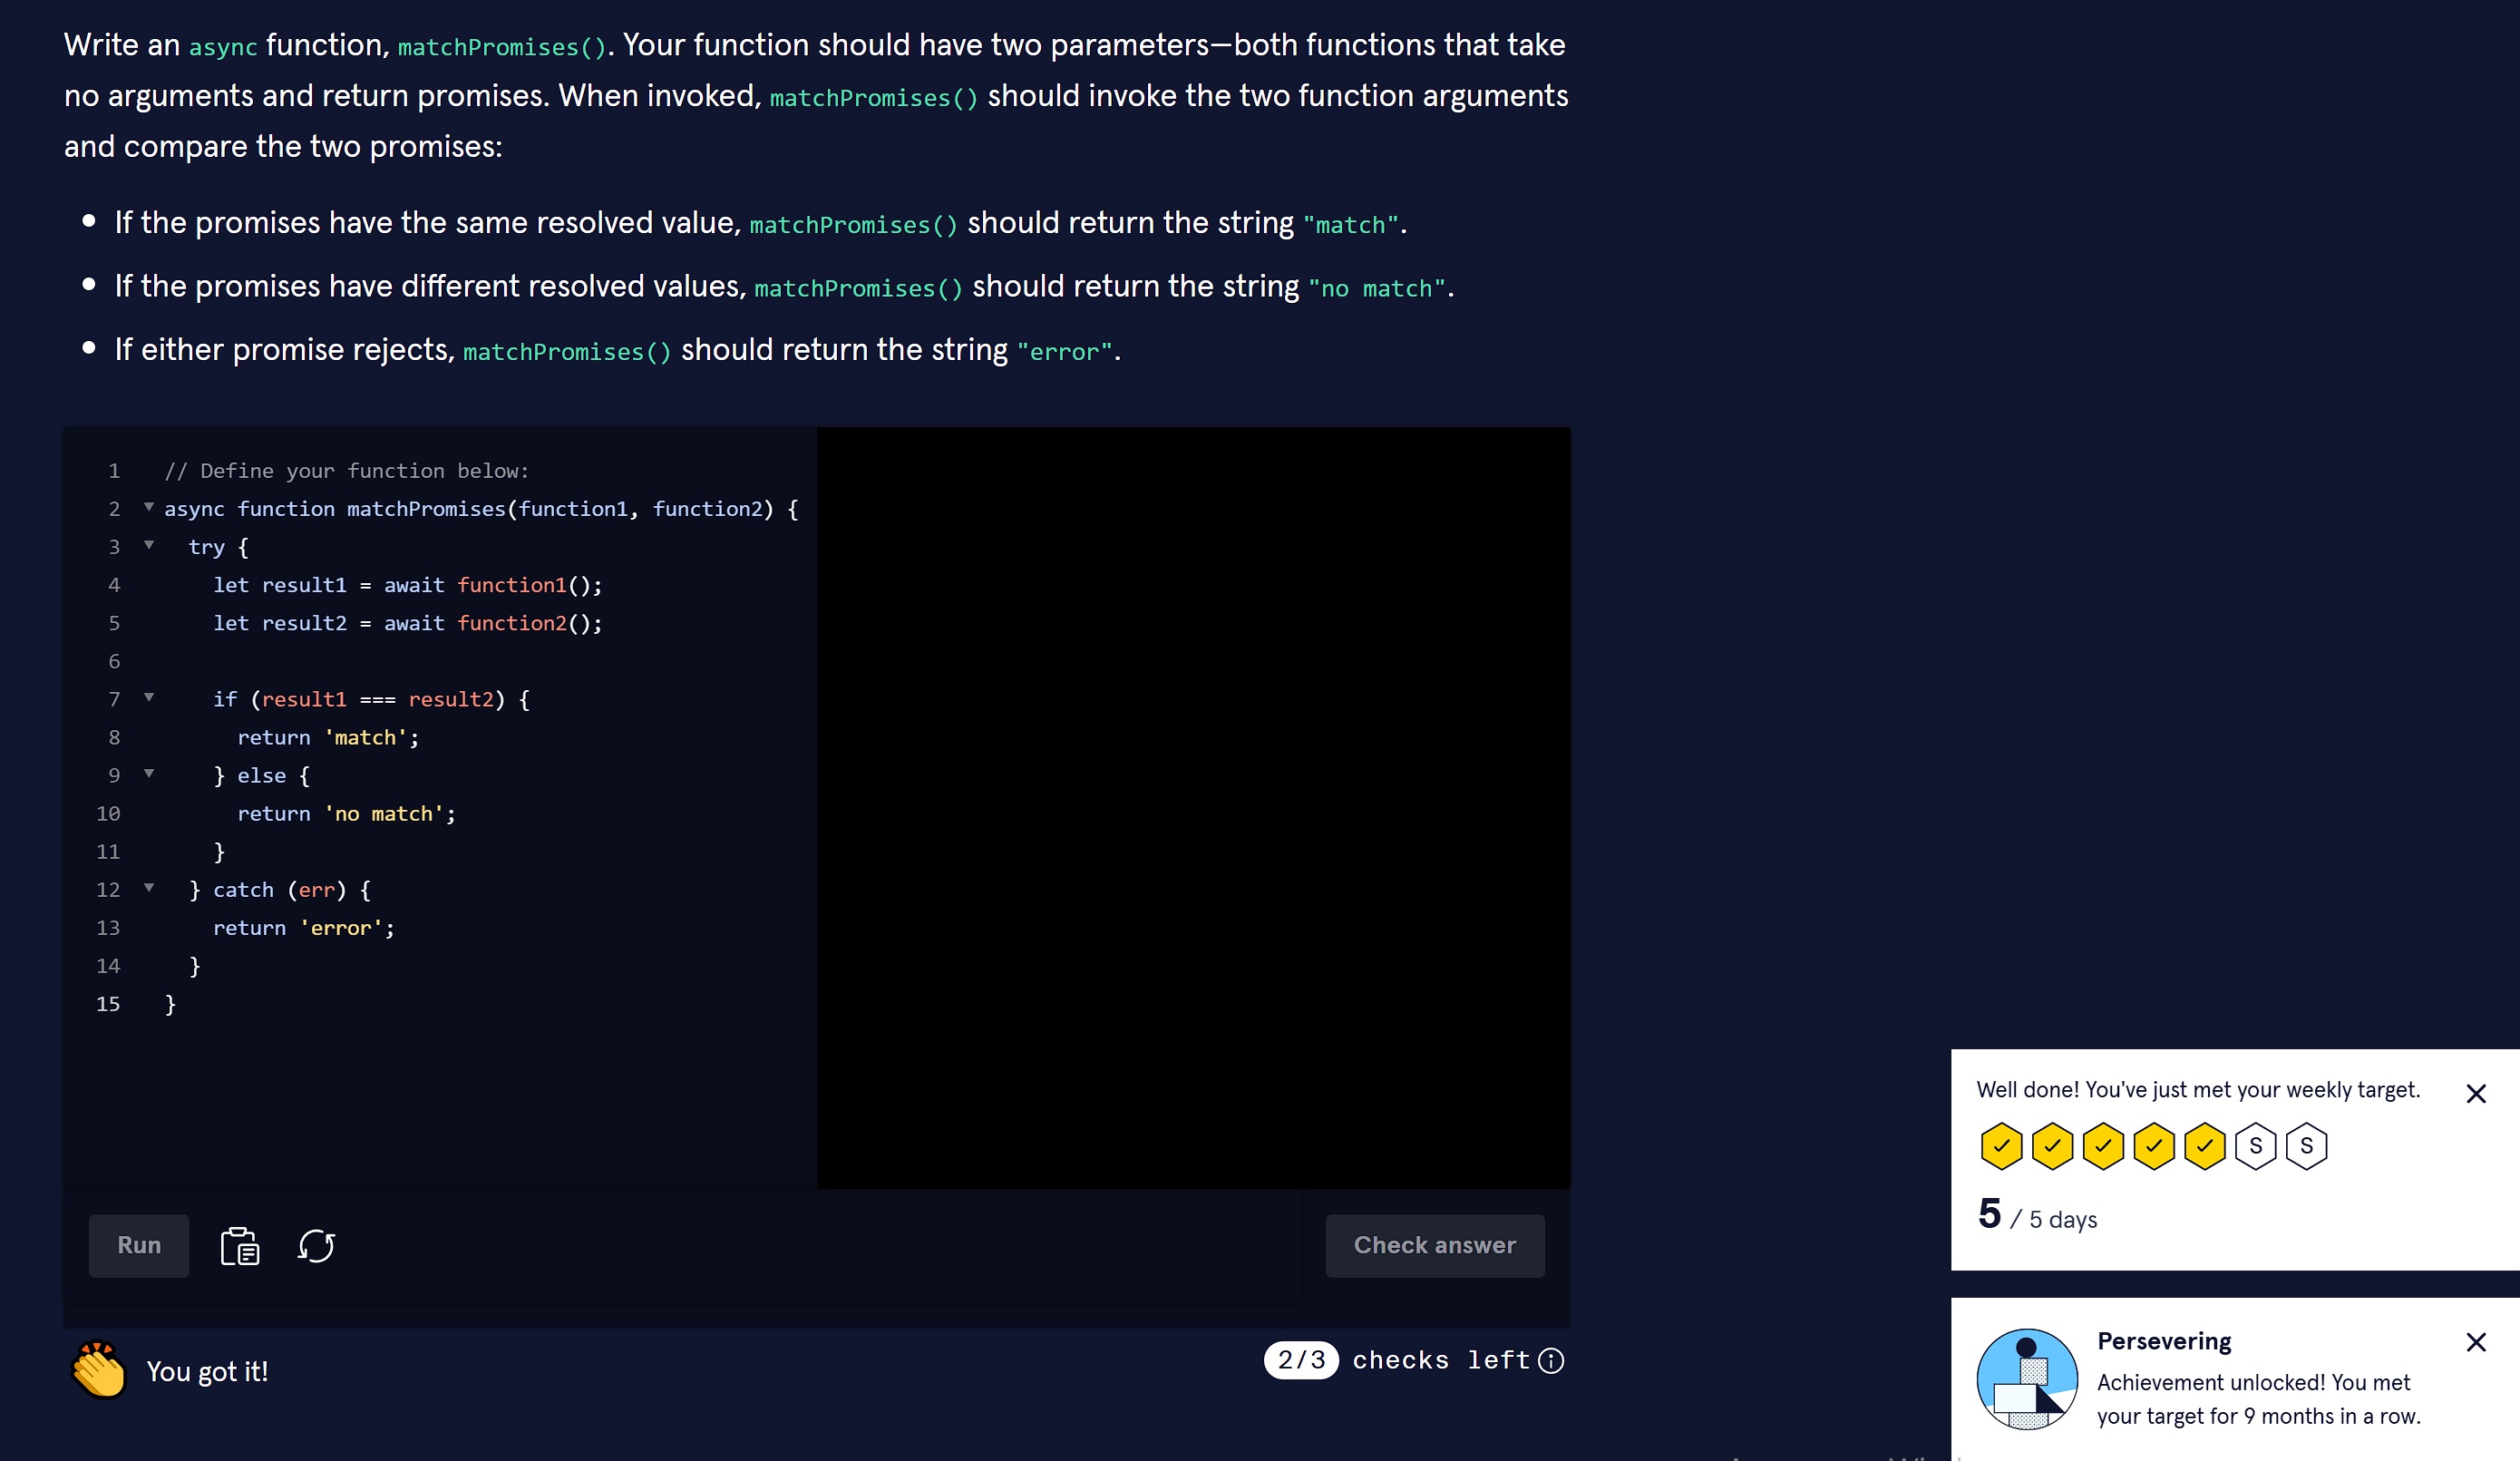 Write an async function, matchPromises(). Your function should have two parameters—both functions that take
no arguments and return promises. When invoked, matchPromises() should invoke the two function arguments
and compare the two promises:
If the promises have the same resolved value, matchPromises() should return the string "match".
If the promises have different resolved values, matchPromises() should return the string "no match".
If either promise rejects, matchPromises() should return the string "error".
1 // Define your function below:
2 async function matchPromises(function1, function2) {
3 try {
4 let result1 = await function1();
5 let result2 = await function2();
6
7 if (result1 === result2) {
8 return 'match';
9 } else {
10 return 'no match';
11 }
12 } catch (err) {
13 return 'error';
14 }
15 }
Run
Check answer
You got it!
2/3 checks left
Well done! You've just met your weekly target.
S S
5 / 5 days
Persevering
Achievement unlocked! You met
your target for 9 months in a row.